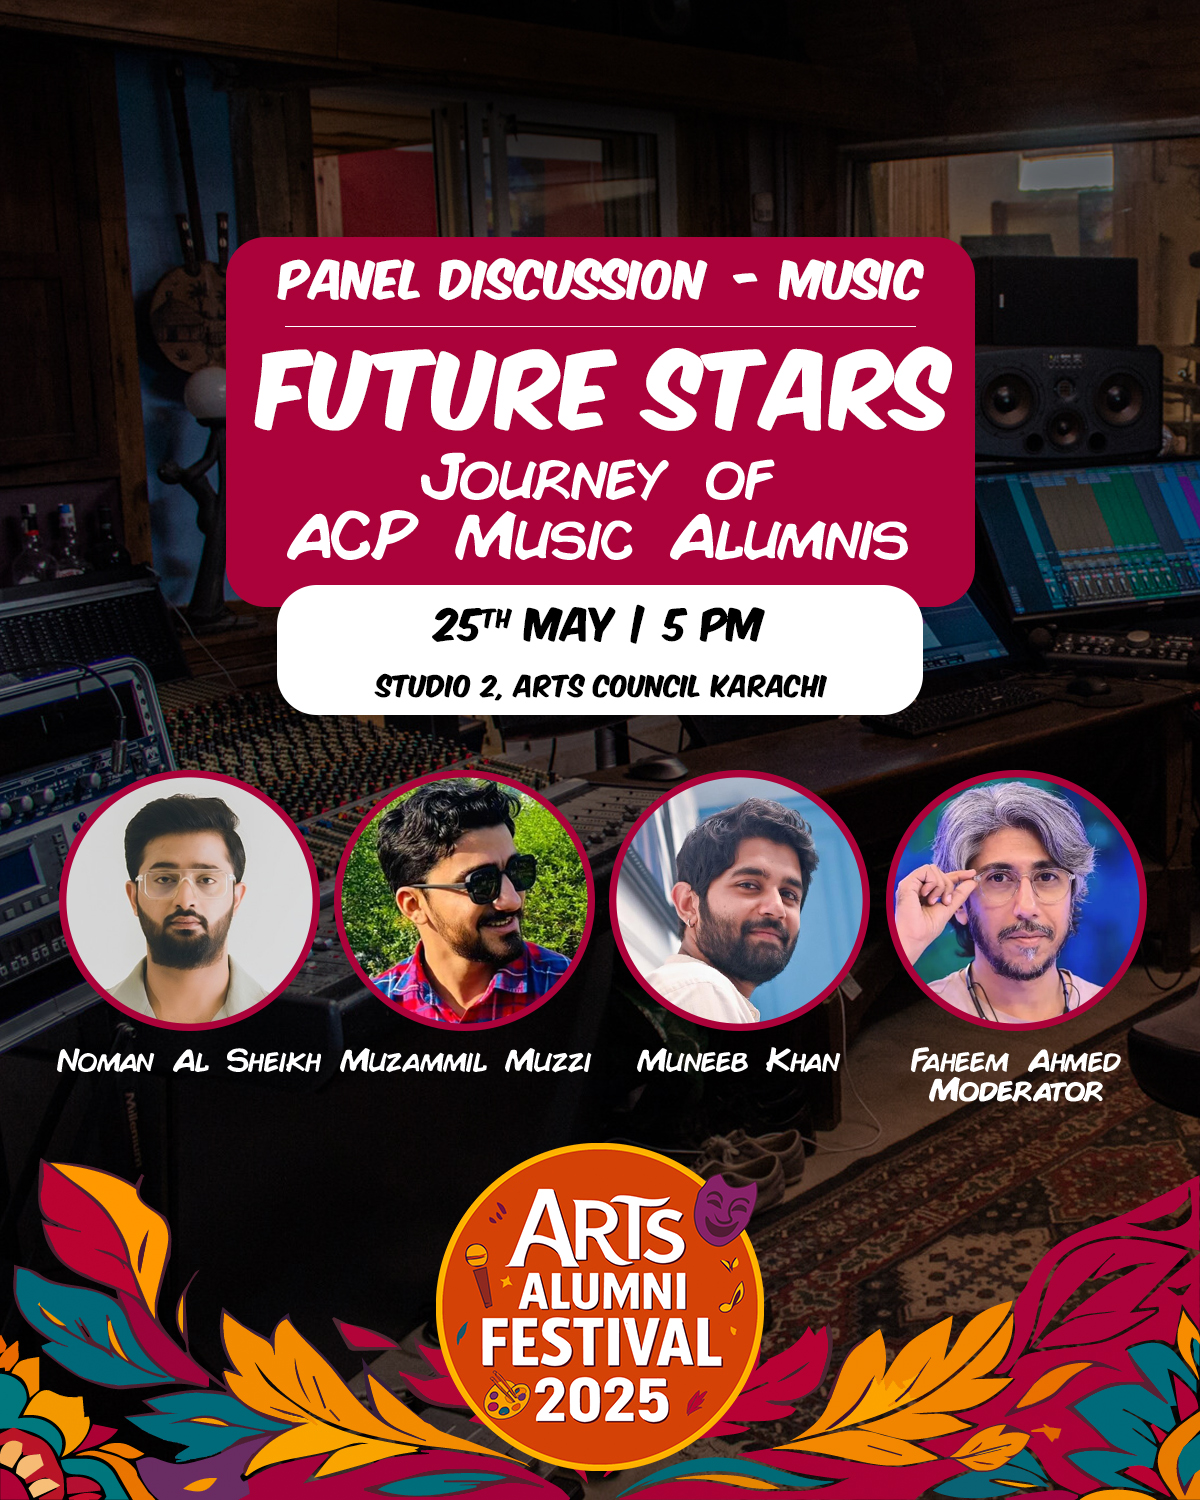 PANEL DISCUSSION - MUSIC
FUTURE STARS
JOURNEY OF
ACP MUSIC ALUMNIS
25TH MAY | 5 PM
STUDIO 2, ARTS COUNCIL KARACHI
NOMAN AL SHEIKH
MUZAMMIL MUZZI
MUNEEB KHAN
FAHEEM AHMED
MODERATOR
ARTS
ALUMNI
FESTIVAL
2025